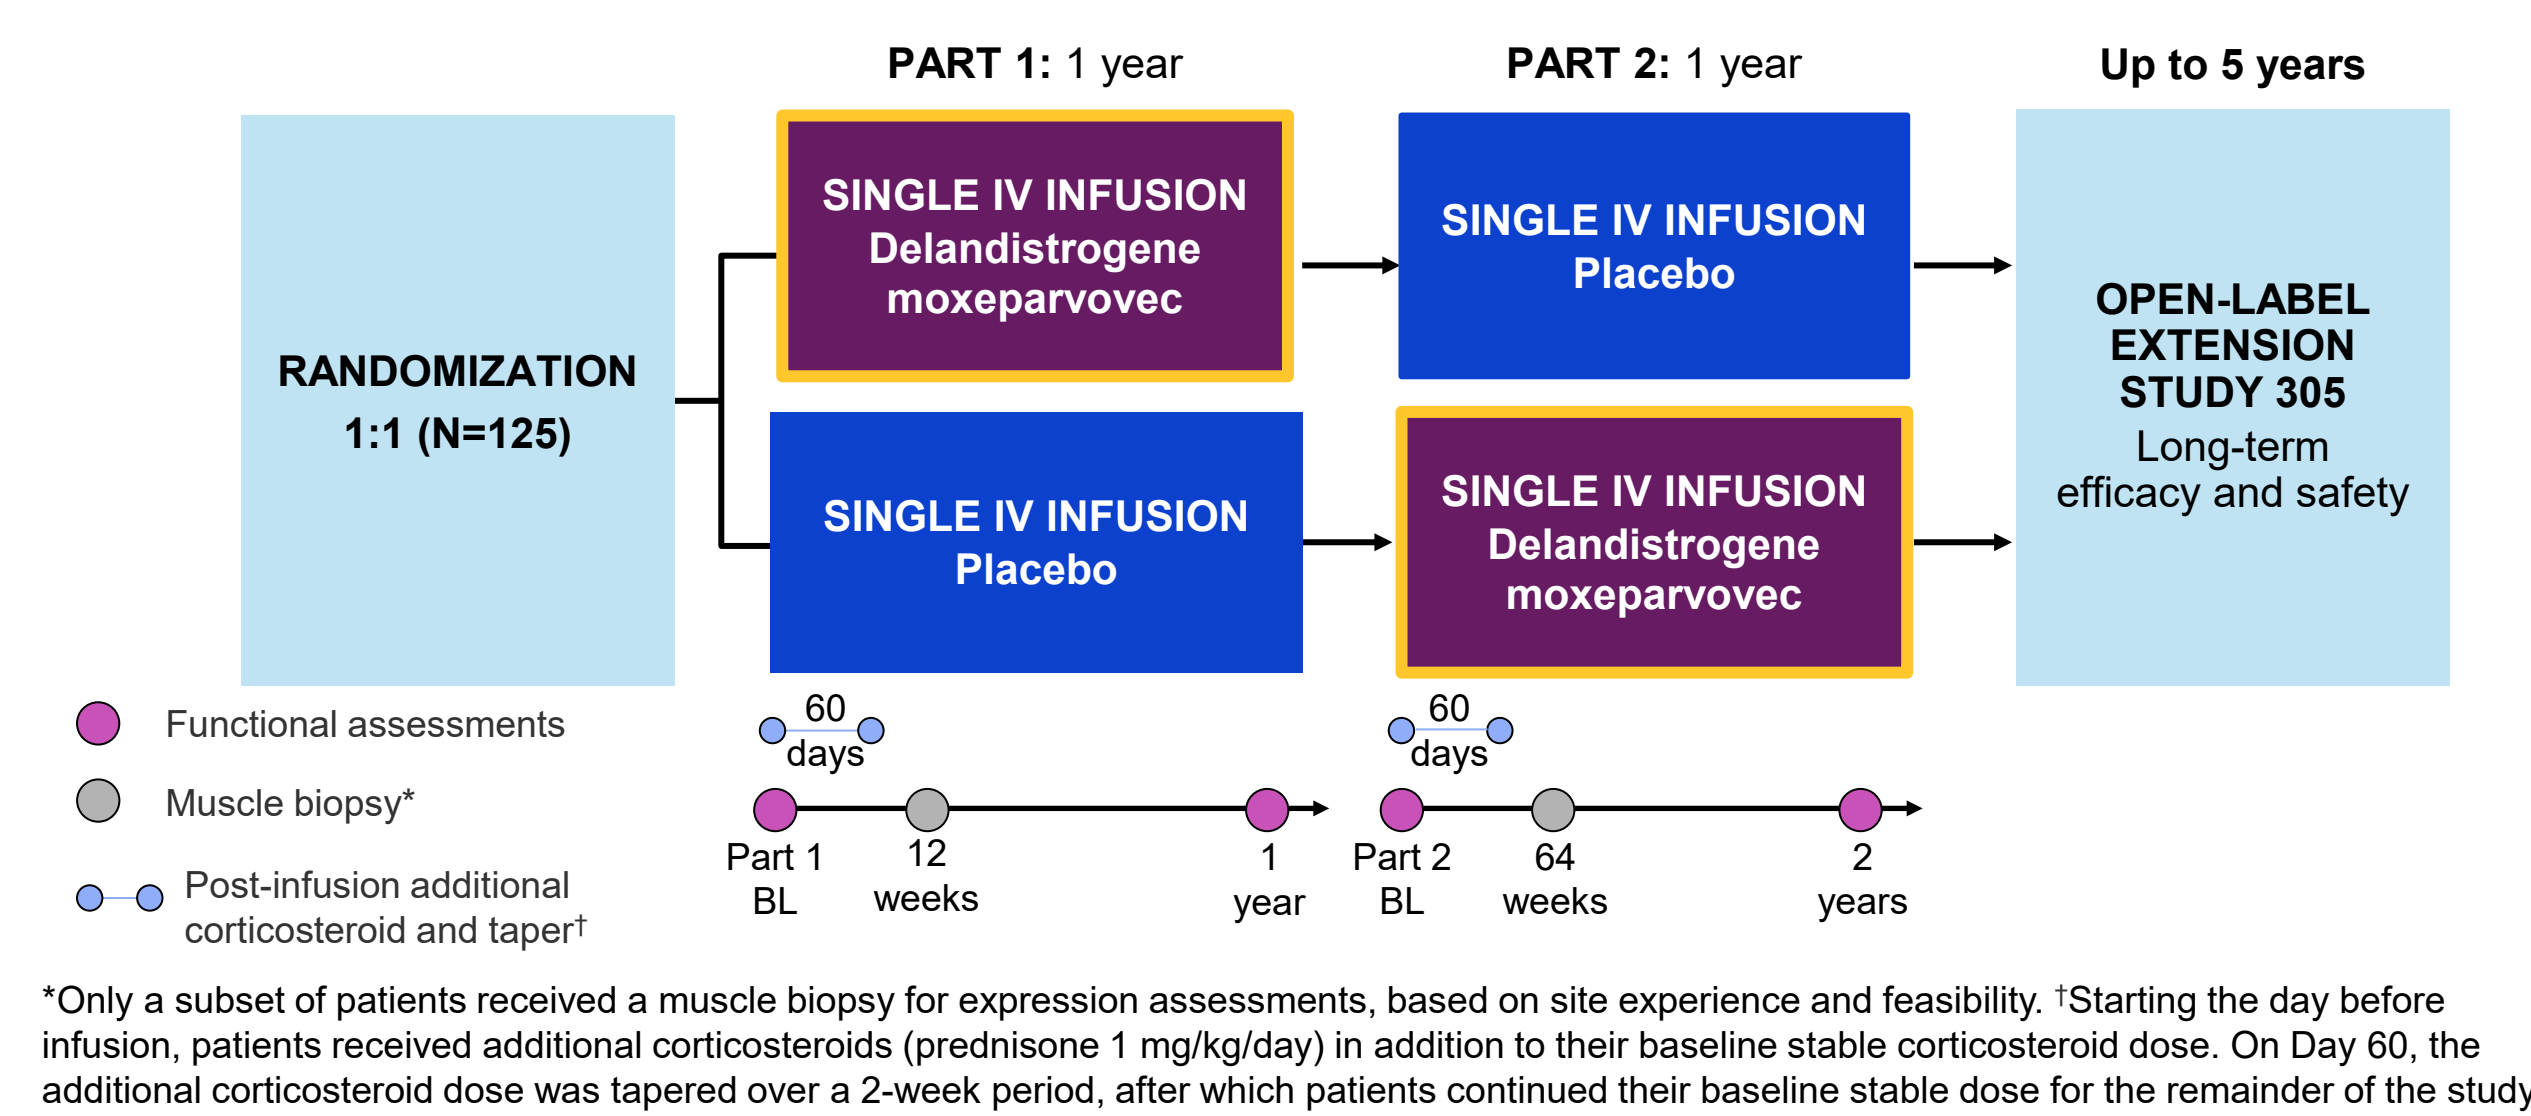 PART 1: 1 year
PART 2: 1 year
Up to 5 years
RANDOMIZATION
1:1 (N=125)
SINGLE IV INFUSION
Delandistrogene
moxeparvovec
SINGLE IV INFUSION
Placebo
SINGLE IV INFUSION
Placebo
SINGLE IV INFUSION
Delandistrogene
moxeparvovec
OPEN-LABEL
EXTENSION
STUDY 305
Long-term
efficacy and safety
Functional assessments
Muscle biopsy*
Post-infusion additional
corticosteroid and taper†
60
days
Part 1
BL
12
weeks
1
year
60
days
Part 2
BL
64
weeks
2
years
*Only a subset of patients received a muscle biopsy for expression assessments, based on site experience and feasibility. †Starting the day before
infusion, patients received additional corticosteroids (prednisone 1 mg/kg/day) in addition to their baseline stable corticosteroid dose. On Day 60, the
additional corticosteroid dose was tapered over a 2-week period, after which patients continued their baseline stable dose for the remainder of the study